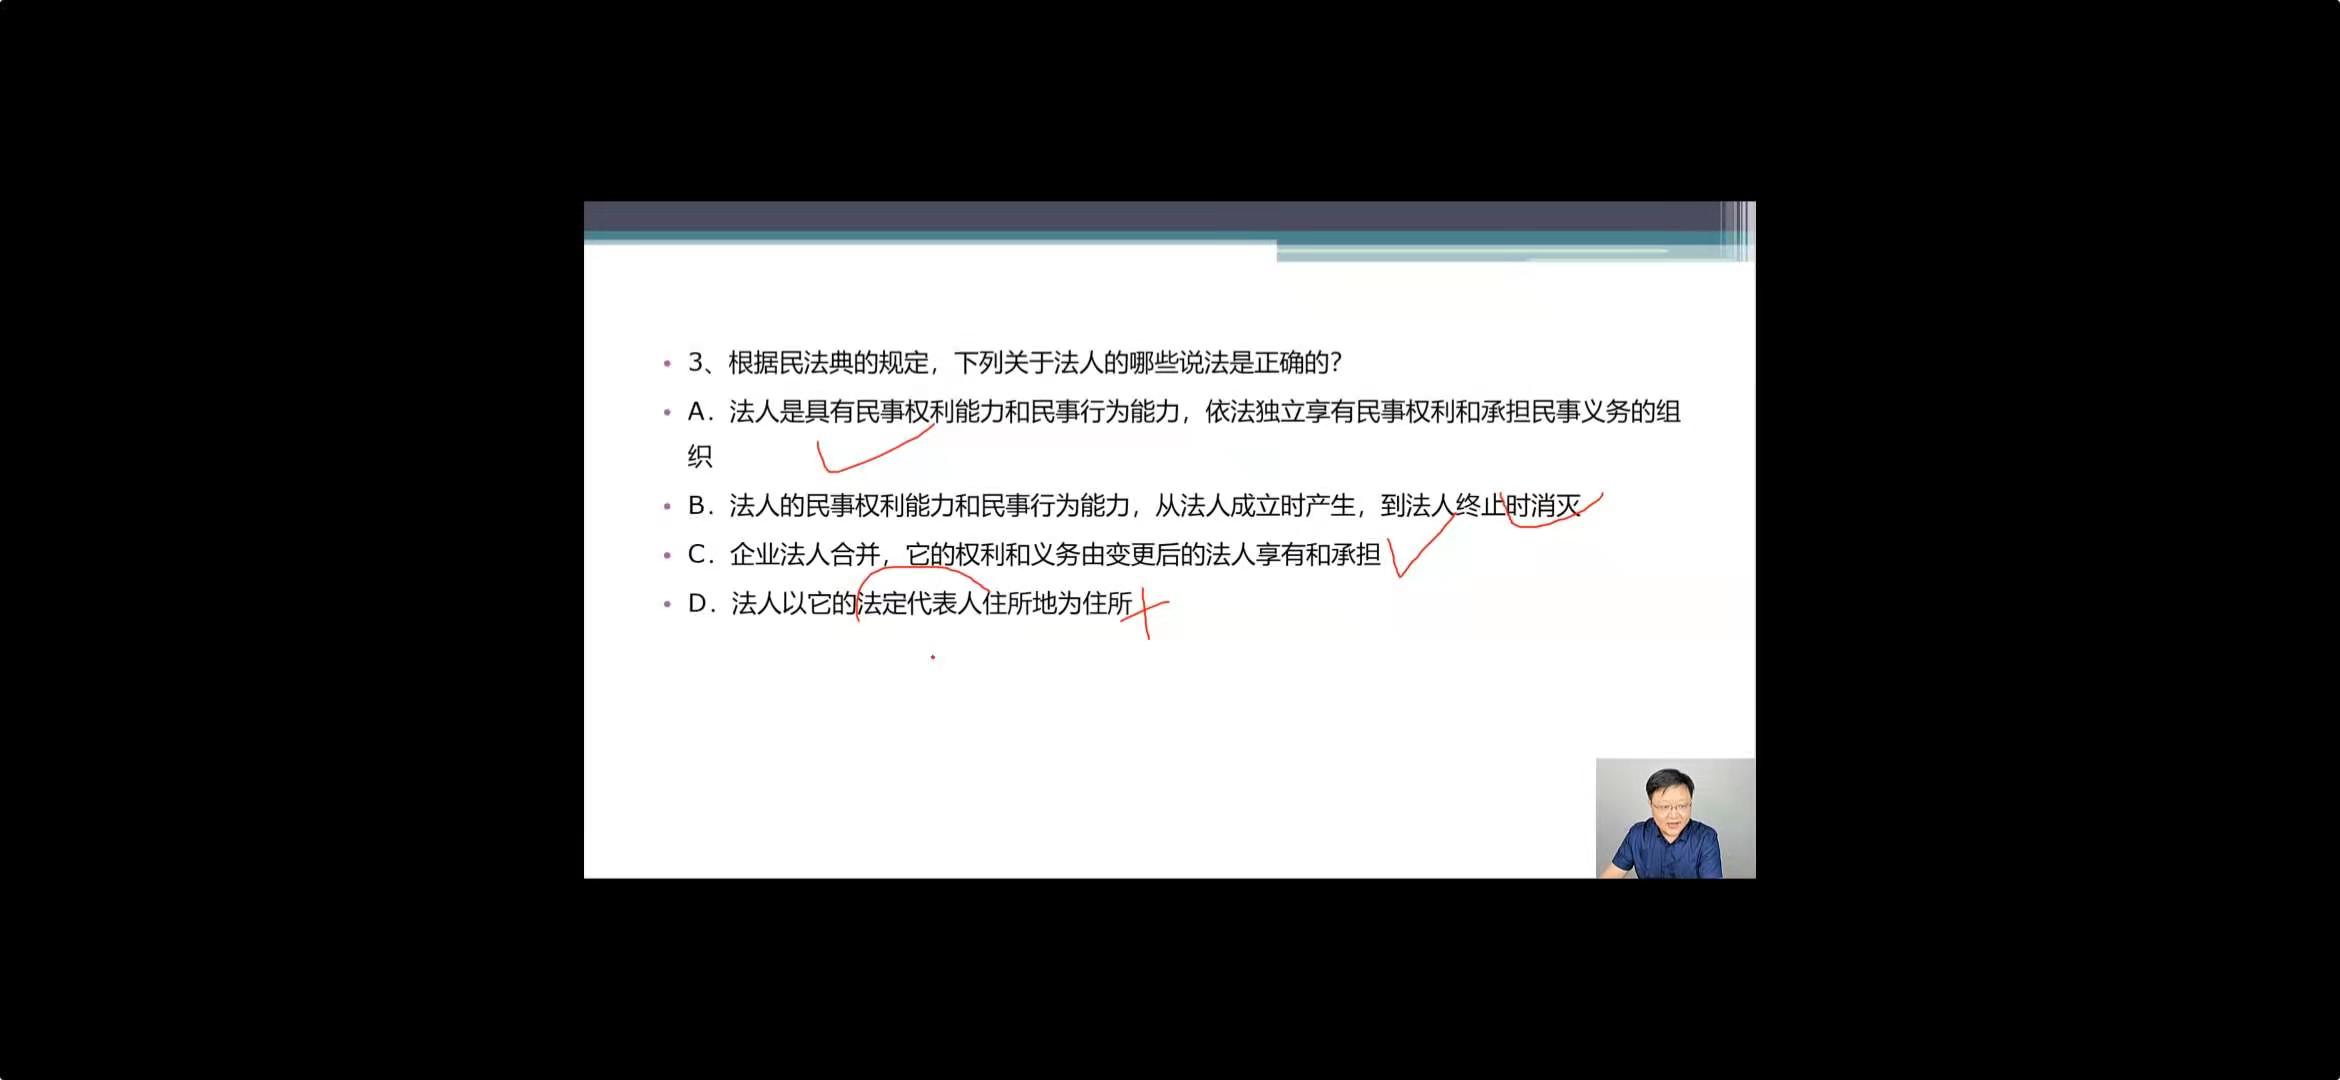 3、根据民法典的规定，下列关于法人的哪些说法是正确的？
A．法人是具有民事权利能力和民事行为能力，依法独立享有民事权利和承担民事义务的组
织
B．法人的民事权利能力和民事行为能力，从法人成立时产生，到法人终止时消灭
C．企业法人合并，它的权利和义务由变更后的法人享有和承担
D．法人以它的法定代表人住所地为住所